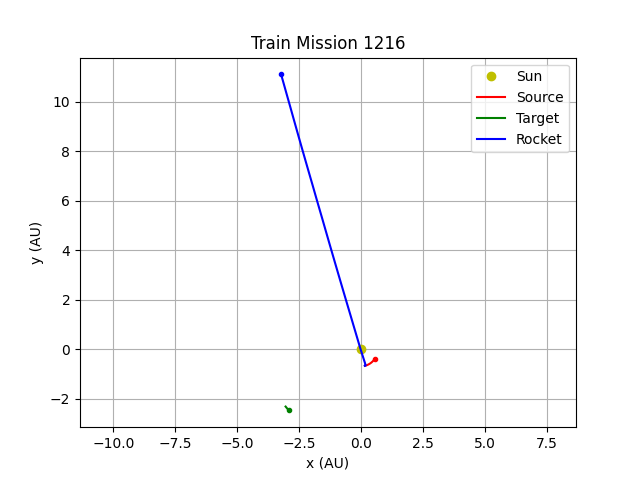 Train Mission 1216
Sun
Source
Target
Rocket
y (AU)
10
8
6
4
2
0
−2
−10.0
−7.5
−5.0
−2.5
0.0
2.5
5.0
7.5
x (AU)